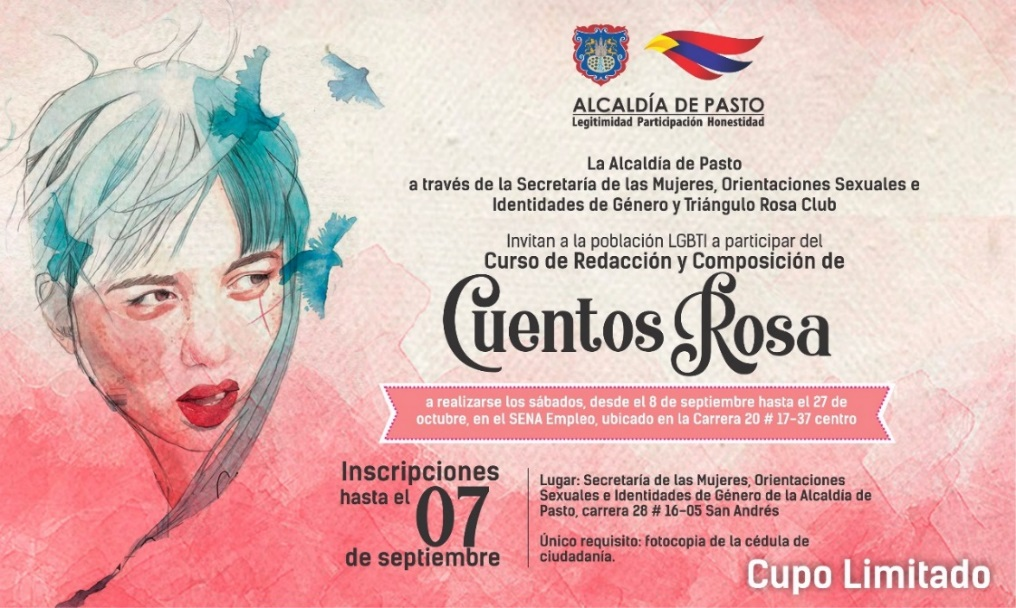 ALCALDÍA DE PASTO
Legitimidad Participación Honestidad
La Alcaldía de Pasto
a través de la Secretaría de las Mujeres, Orientaciones Sexuales e
Identidades de Género y Triángulo Rosa Club
Invitan a la población LGBTI a participar del
Curso de Redacción y Composición de
Cuentos Rosa
a realizarse los sábados, desde el 8 de septiembre hasta el 27 de
octubre, en el SENA Empleo, ubicado en la Carrera 20 # 17-37 centro
Inscripciones
hasta el 07
de septiembre
Lugar: Secretaría de las Mujeres, Orientaciones
Sexuales e Identidades de Género de la Alcaldía de
Pasto, carrera 28 # 16-05 San Andrés
Único requisito: fotocopia de la cédula de
ciudadanía.
Cupo Limitado